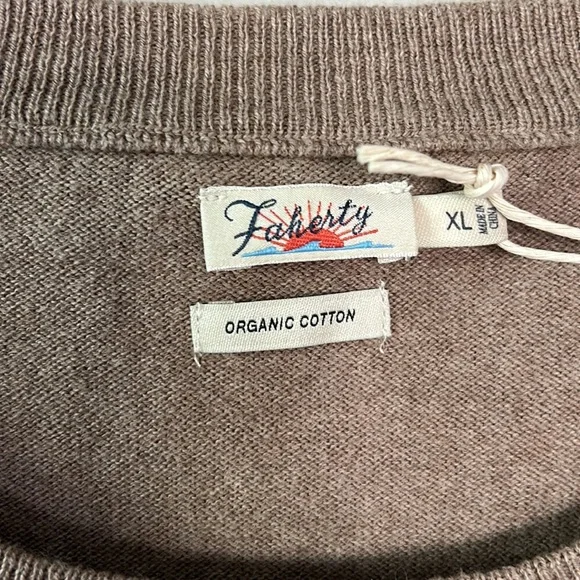 Faherty
XL
MADE IN
CHINA
ORGANIC COTTON